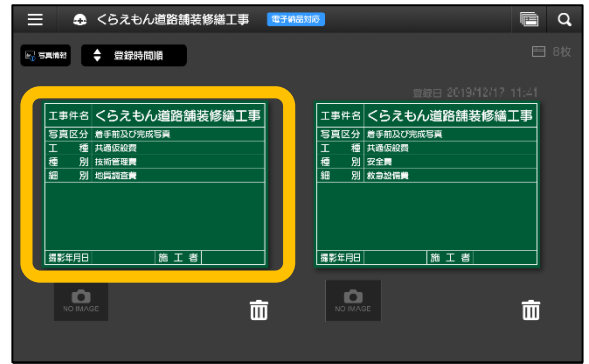 くらえもん道路舗装修繕工事 電子納品対応
写真情報 登録時間順 8枚
登録日 2019/12/17 11:41
工事件名 くらえもん道路舗装修繕工事
写真区分 着手前及び完成写真
工種 共通仮設費
種別 技術管理費
細別 地質調査費
撮影年月日 施工者
工事件名 くらえもん道路舗装修繕工事
写真区分 着手前及び完成写真
工種 共通仮設費
種別 安全費
細別 救急設備費
撮影年月日 施工者
NO IMAGE
NO IMAGE